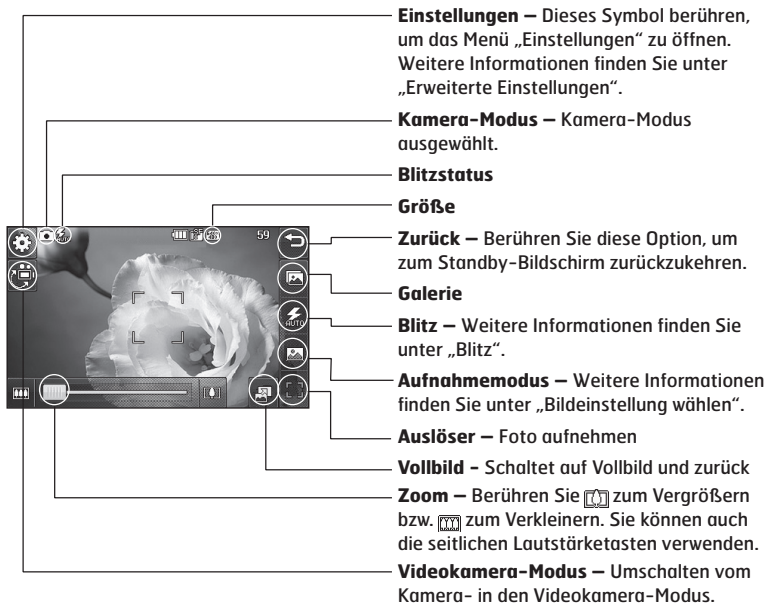 Einstellungen – Dieses Symbol berühren,
um das Menü „Einstellungen“ zu öffnen.
Weitere Informationen finden Sie unter
„Erweiterte Einstellungen“.
Kamera-Modus – Kamera-Modus
ausgewählt.
Blitzstatus
Größe
Zurück – Berühren Sie diese Option, um
zum Standby-Bildschirm zurückzukehren.
Galerie
Blitz – Weitere Informationen finden Sie
unter „Blitz“.
Aufnahmemodus – Weitere Informationen
finden Sie unter „Bildeinstellung wählen“.
Auslöser – Foto aufnehmen
Vollbild - Schaltet auf Vollbild und zurück
Zoom – Berühren Sie zum Vergrößern
bzw. zum Verkleinern. Sie können auch
die seitlichen Lautstärketasten verwenden.
Videokamera-Modus – Umschalten vom
Kamera- in den Videokamera-Modus.
59
AUTO